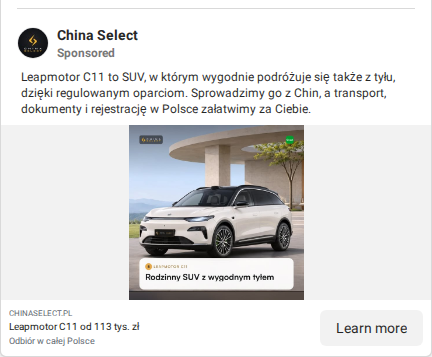 China Select
Sponsored
Leapmotor C11 to SUV, w którym wygodnie podróżuje się także z tyłu,
dzięki regulowanym oparciom. Sprowadzimy go z Chin, a transport,
dokumenty i rejestrację w Polsce załatwimy za Ciebie.
LEAPMOTOR C11
Rodzinny SUV z wygodnym tyłem
CHINASELECT.PL
Leapmotor C11 od 113 tys. zł
Odbiór w całej Polsce
Learn more